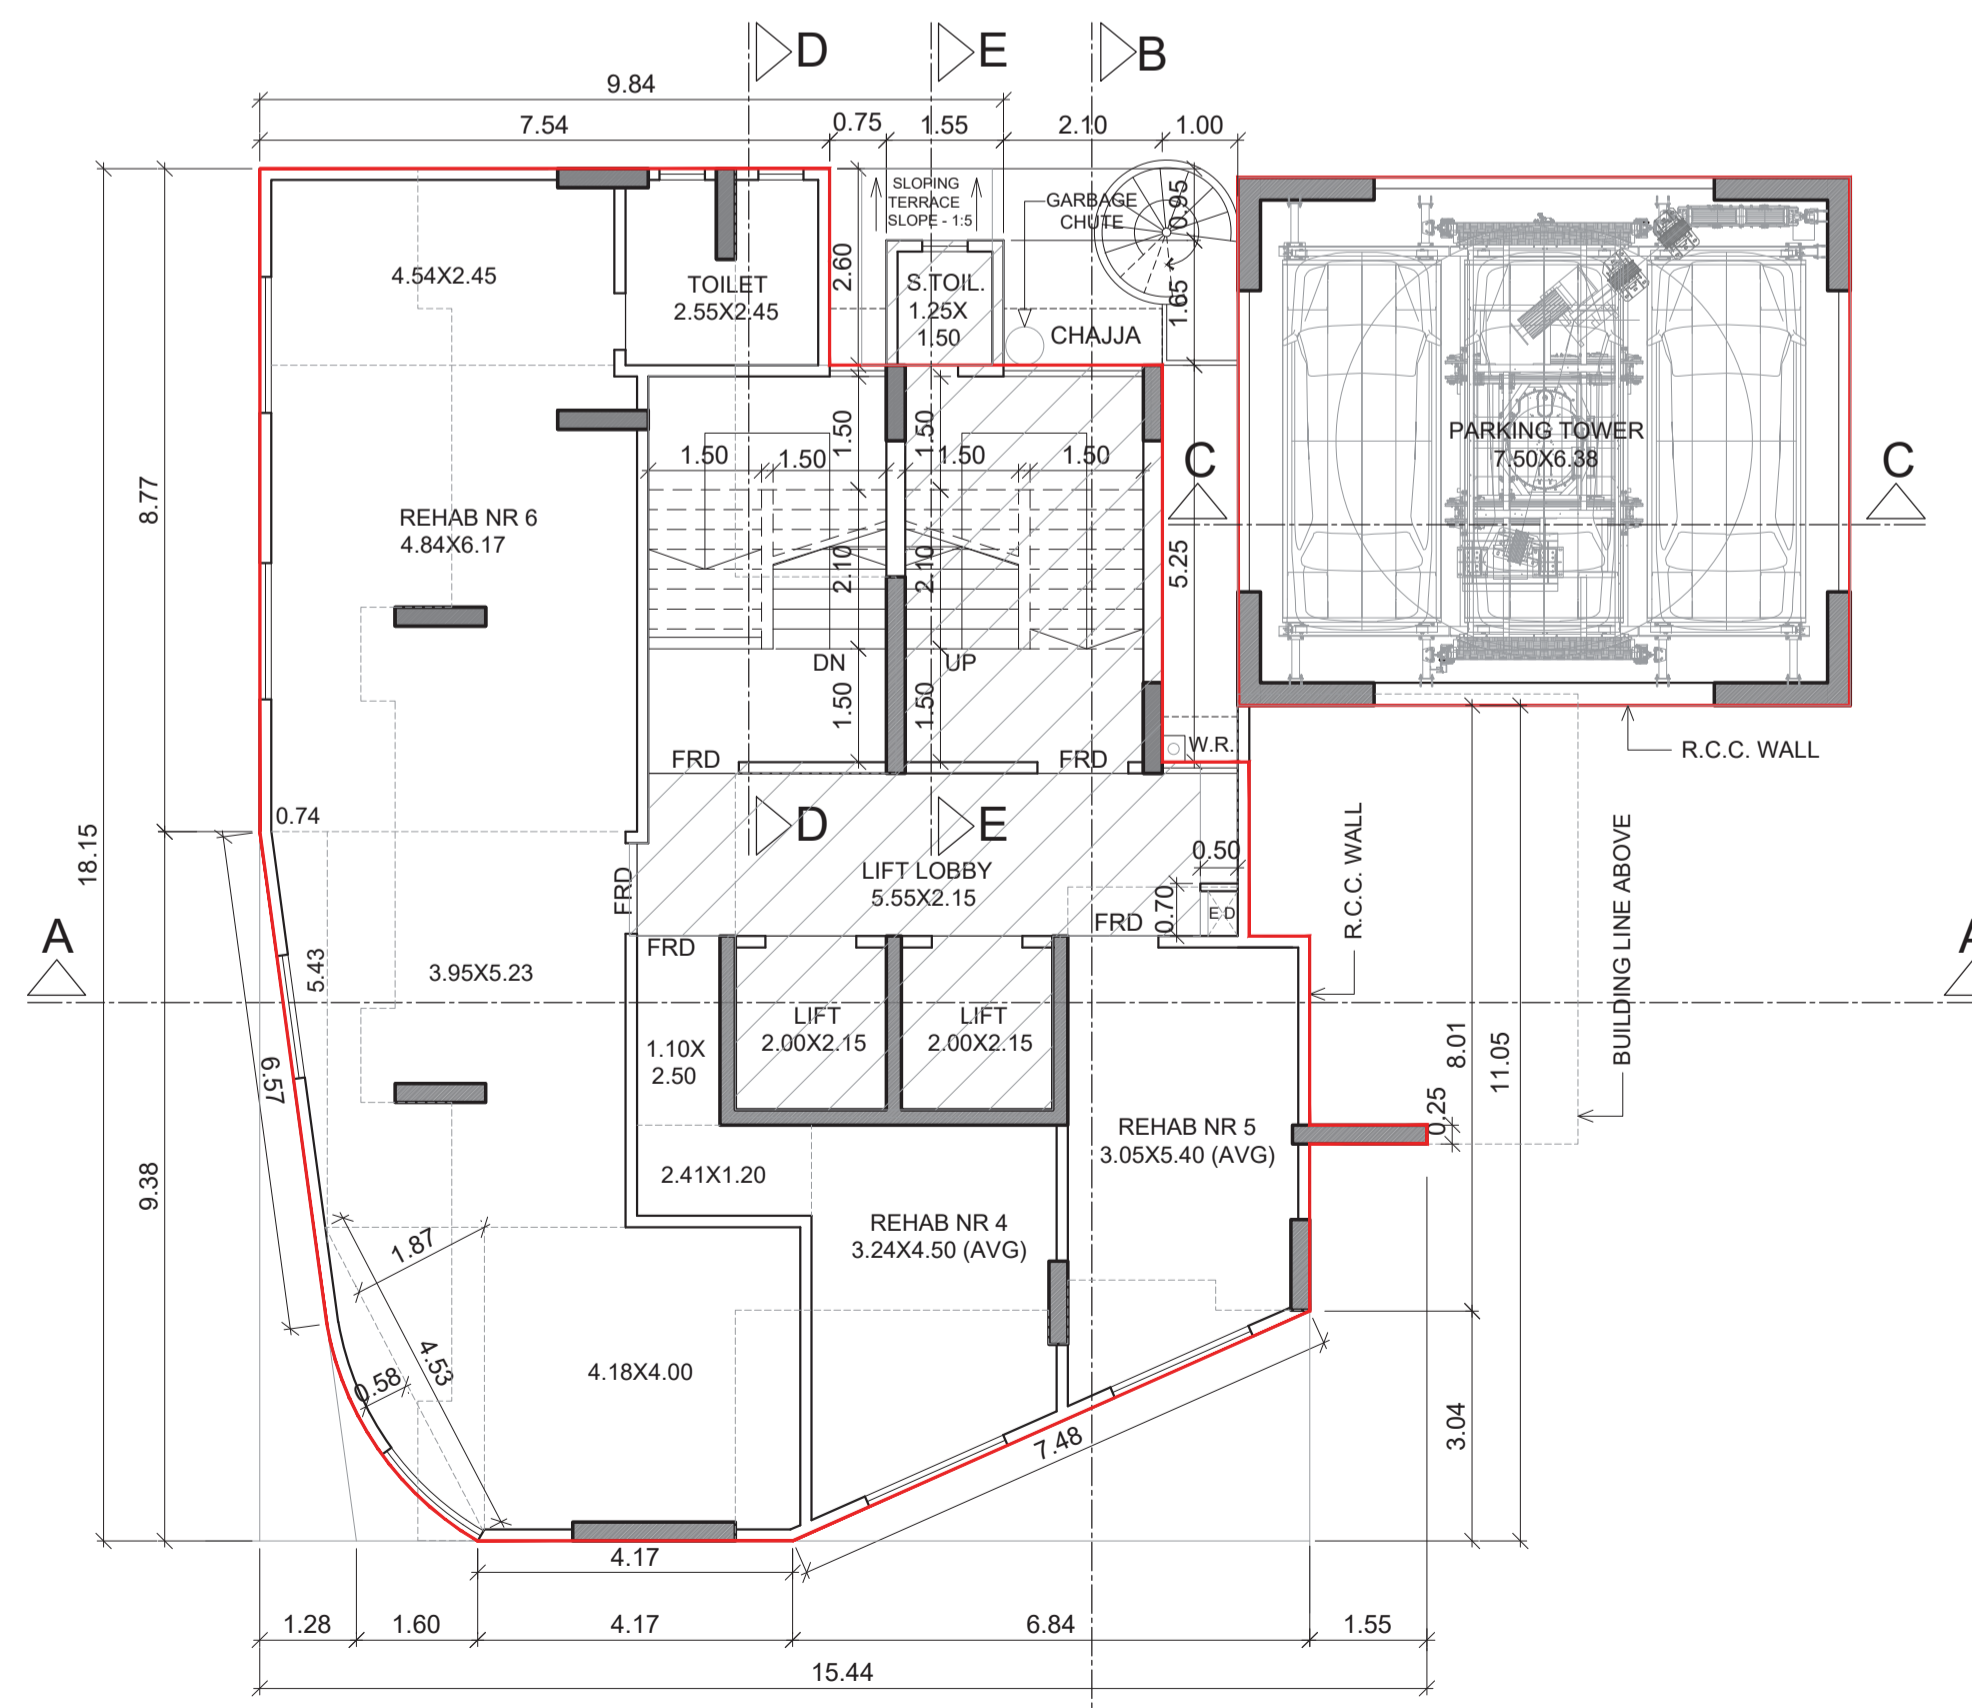 D
E
B
9.84
7.54
0.75
1.55
2.10
1.00
SLOPING
TERRACE
SLOPE - 1:5
GARBAGE
CHUTE
0.95
4.54X2.45
TOILET
2.55X2.45
2.60
S.TOIL.
1.25X
1.50
1.65
CHAJJA
1.50
1.50
1.50
1.50
1.50
1.50
PARKING TOWER
7.50X6.38
C
C
8.77
REHAB NR 6
4.84X6.17
2.10
2.10
5.25
DN
UP
1.50
1.50
FRD
FRD
W.R.
R.C.C. WALL
0.74
D
E
18.15
0.50
LIFT LOBBY
5.55X2.15
FRD
0.70
E.D
R.C.C. WALL
BUILDING LINE ABOVE
A
FRD
FRD
A
5.43
3.95X5.23
LIFT
2.00X2.15
LIFT
2.00X2.15
1.10X
2.50
6.57
8.01
11.05
0.25
REHAB NR 5
3.05X5.40 (AVG)
9.38
2.41X1.20
REHAB NR 4
3.24X4.50 (AVG)
1.87
4.53
0.58
4.18X4.00
7.48
3.04
4.17
1.28
1.60
4.17
6.84
1.55
15.44